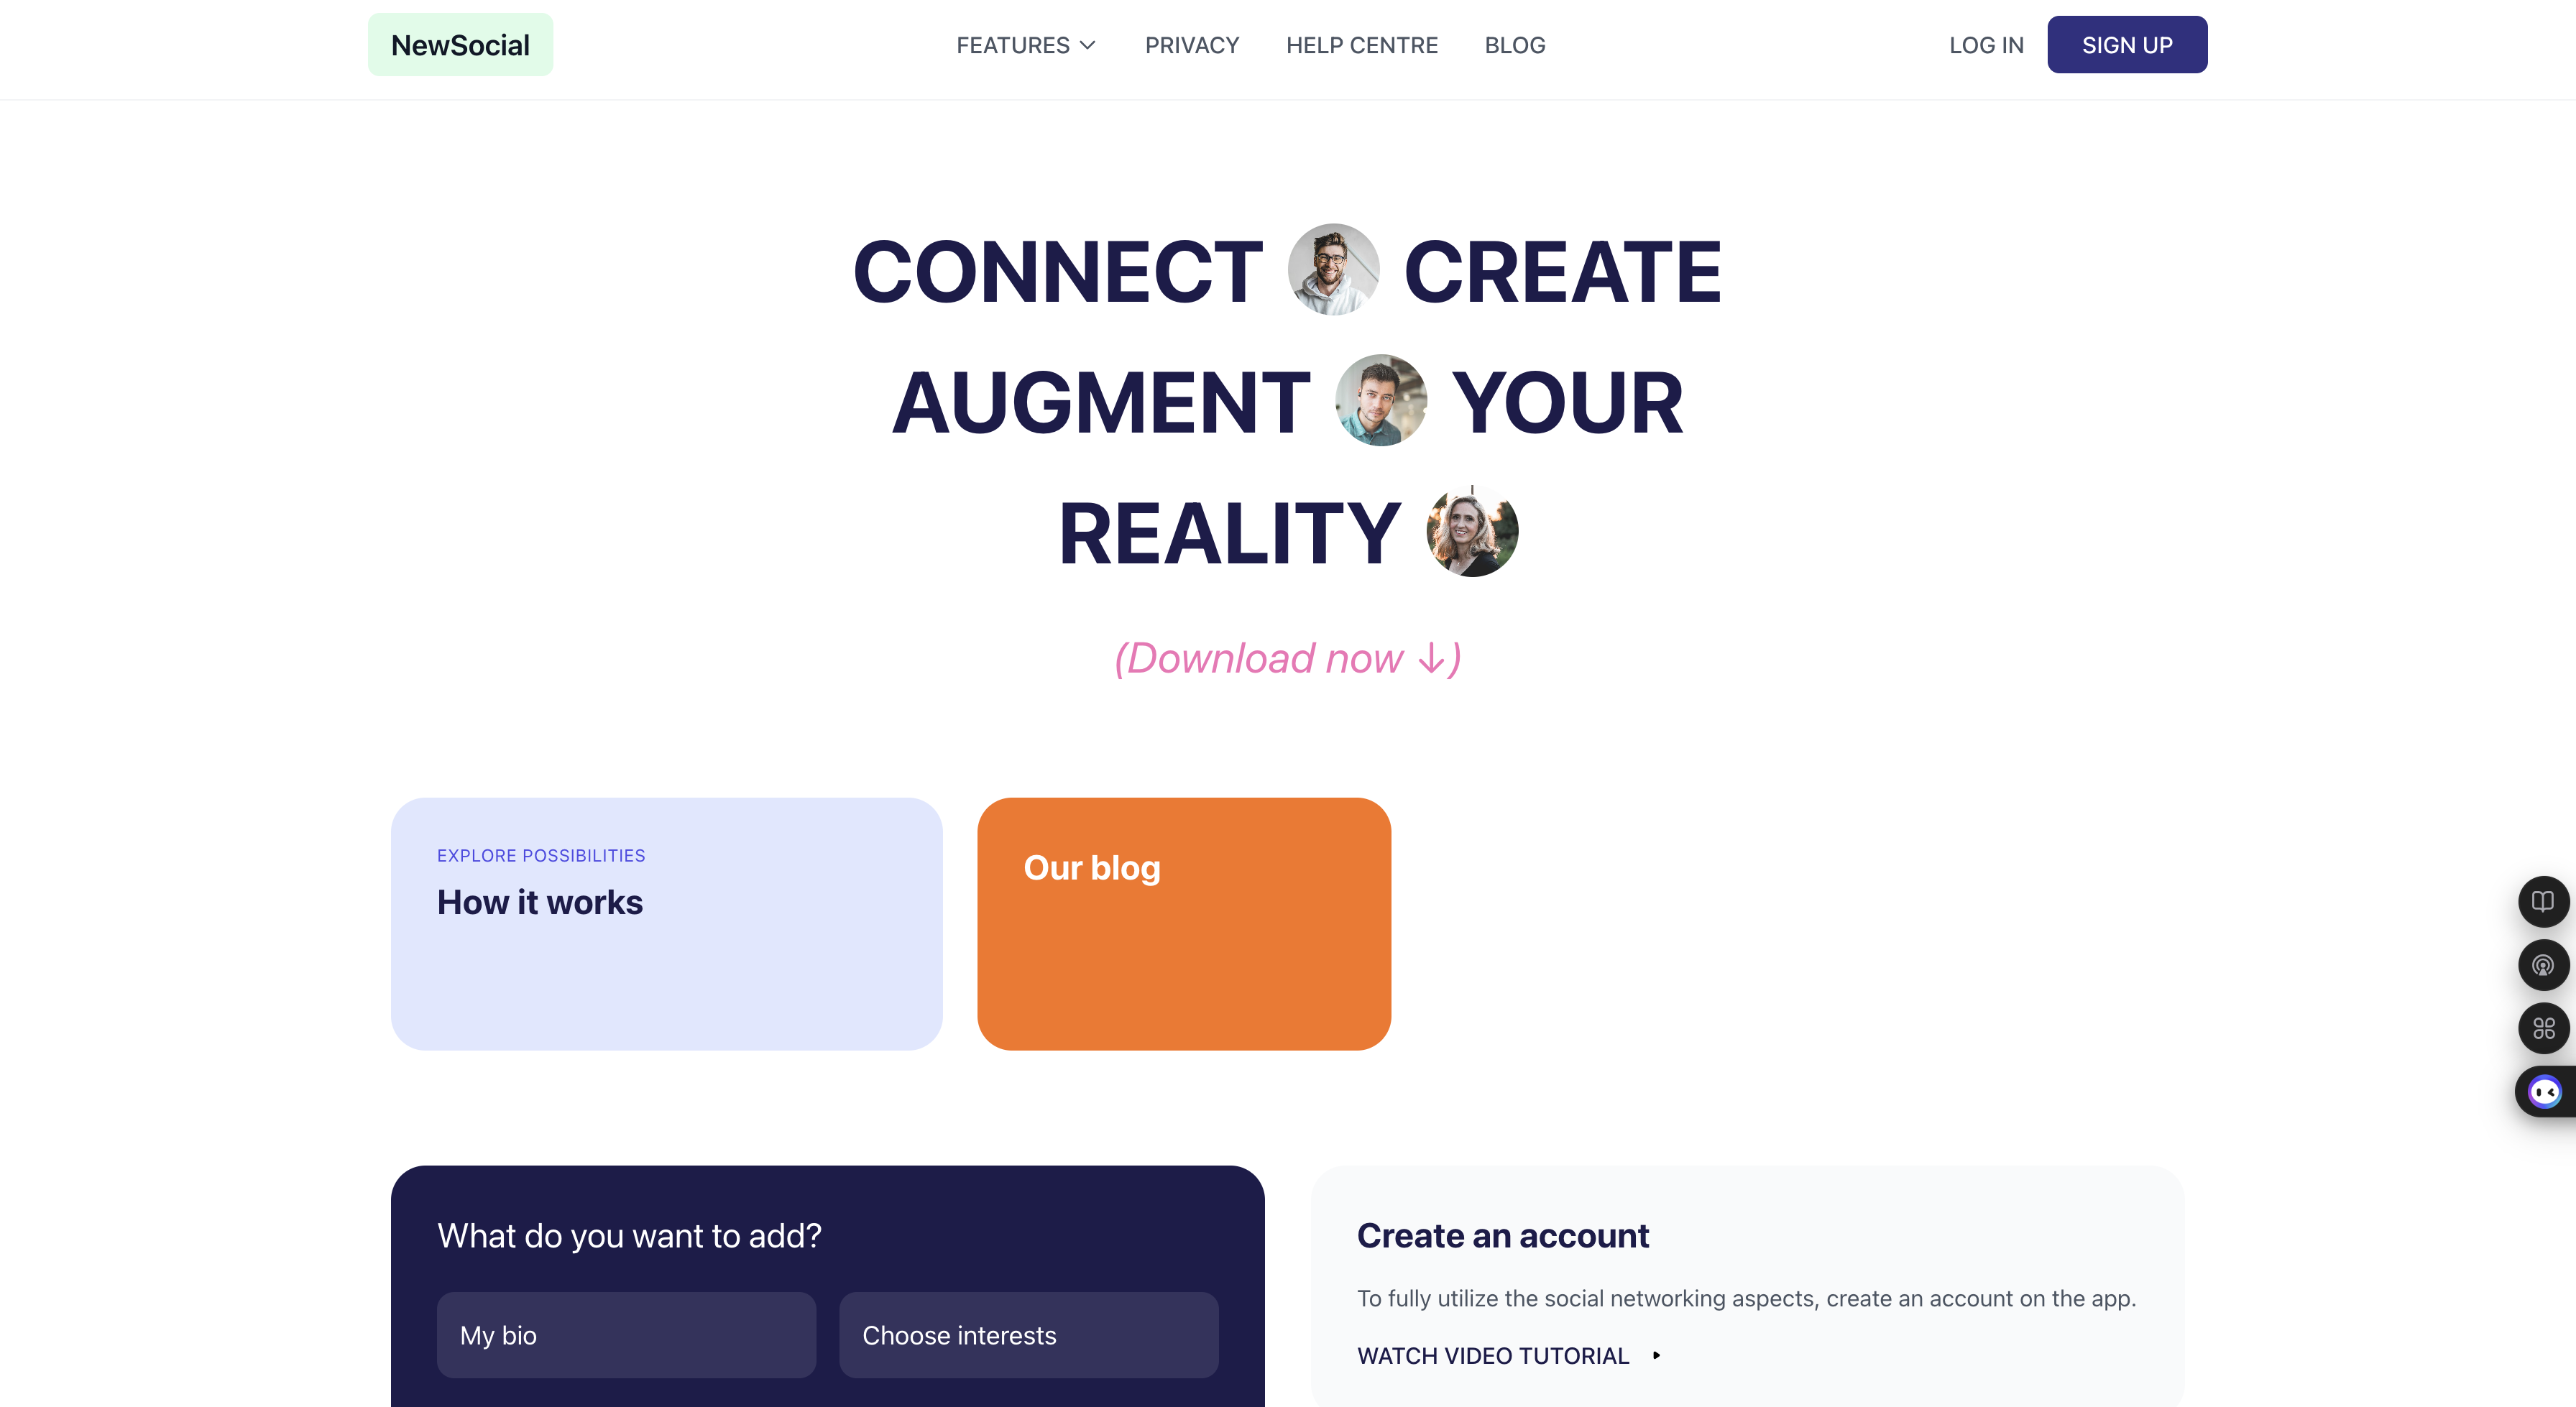 NewSocial
FEATURES
PRIVACY
HELP CENTRE
BLOG
LOG IN
SIGN UP
CONNECT CREATE
AUGMENT YOUR
REALITY
(Download now ↓)
EXPLORE POSSIBILITIES
How it works
Our blog
What do you want to add?
My bio
Choose interests
Create an account
To fully utilize the social networking aspects, create an account on the app.
WATCH VIDEO TUTORIAL